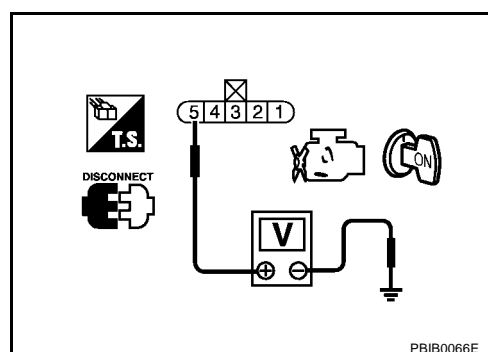 5 4 3 2 1
T.S.
ON
DISCONNECT
V
+ −
PBIB0066E